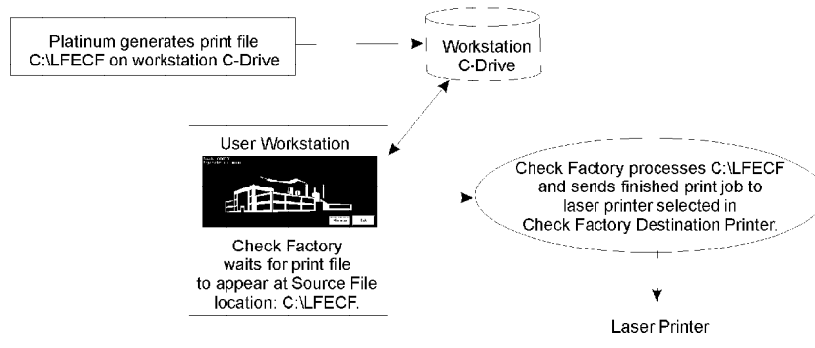 Platinum generates print file
C:\LFECF on workstation C-Drive
Workstation
C-Drive
User Workstation
Check Factory
waits for print file
to appear at Source File
location: C:\LFECF.
Check Factory processes C:\LFECF
and sends finished print job to
laser printer selected in
Check Factory Destination Printer.
Laser Printer